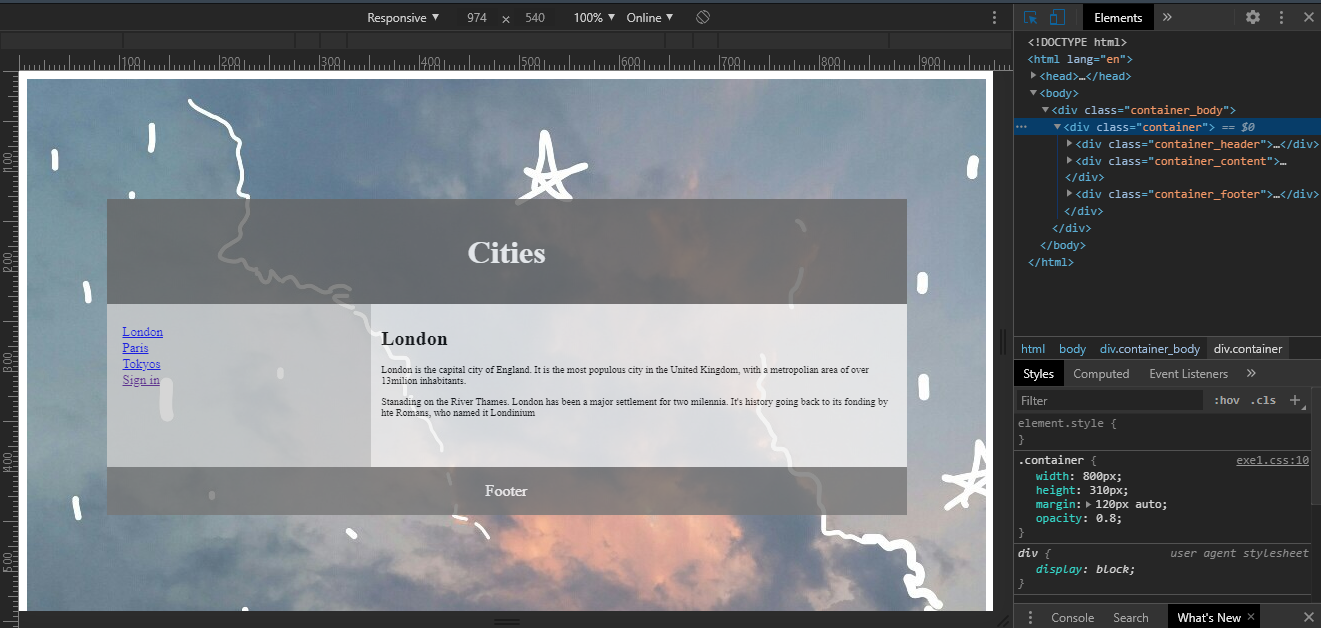 Responsive ▼ 974 × 540 100% ▼ Online ▼
Elements »
100 200 300 400 500 600 700 800 900
100
200
300
400
500
Cities
London
Paris
Tokyos
Sign in
London
London is the capital city of England. It is the most populous city in the United Kingdom, with a metropolian area of over
13milion inhabitants.
Stanading on the River Thames. London has been a major settlement for two milennia. It's history going back to its fonding by
hte Romans, who named it Londinium
Footer
<!DOCTYPE html>
<html lang="en">
<head>…</head>
<body>
<div class="container_body">
<div class="container"> == $0
<div class="container_header">…</div>
<div class="container_content">…
</div>
<div class="container_footer">…</div>
</div>
</div>
</body>
</html>
html body div.container_body div.container
Styles Computed Event Listeners »
Filter :hov .cls +
element.style {
}
.container { exe1.css:10
width: 800px;
height: 310px;
margin: 120px auto;
opacity: 0.8;
}
div { user agent stylesheet
display: block;
}
Console Search What's New ×